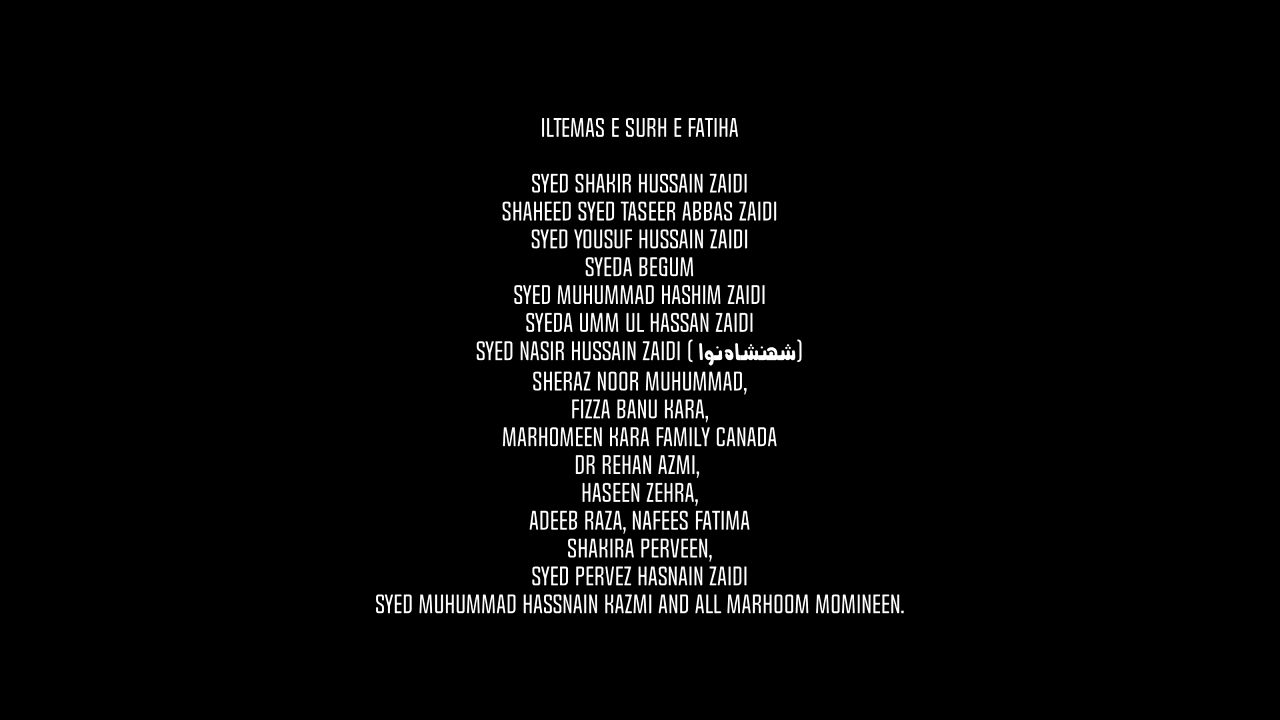 ILTEMAS E SURH E FATIHA
SYED SHAKIR HUSSAIN ZAIDI
SHAHEED SYED TASEER ABBAS ZAIDI
SYED YOUSUF HUSSAIN ZAIDI
SYEDA BEGUM
SYED MUHUMMAD HASHIM ZAIDI
SYEDA UMM UL HASSAN ZAIDI
SYED NASIR HUSSAIN ZAIDI ( شهنشاه نوا)
SHERAZ NOOR MUHUMMAD,
FIZZA BANU KARA,
MARHOMEEN KARA FAMILY CANADA
DR REHAN AZMI,
HASEEN ZEHRA,
ADEEB RAZA, NAFEES FATIMA
SHAKIRA PERVEEN,
SYED PERVEZ HASNAIN ZAIDI
SYED MUHUMMAD HASSNAIN KAZMI AND ALL MARHOOM MOMINEEN.